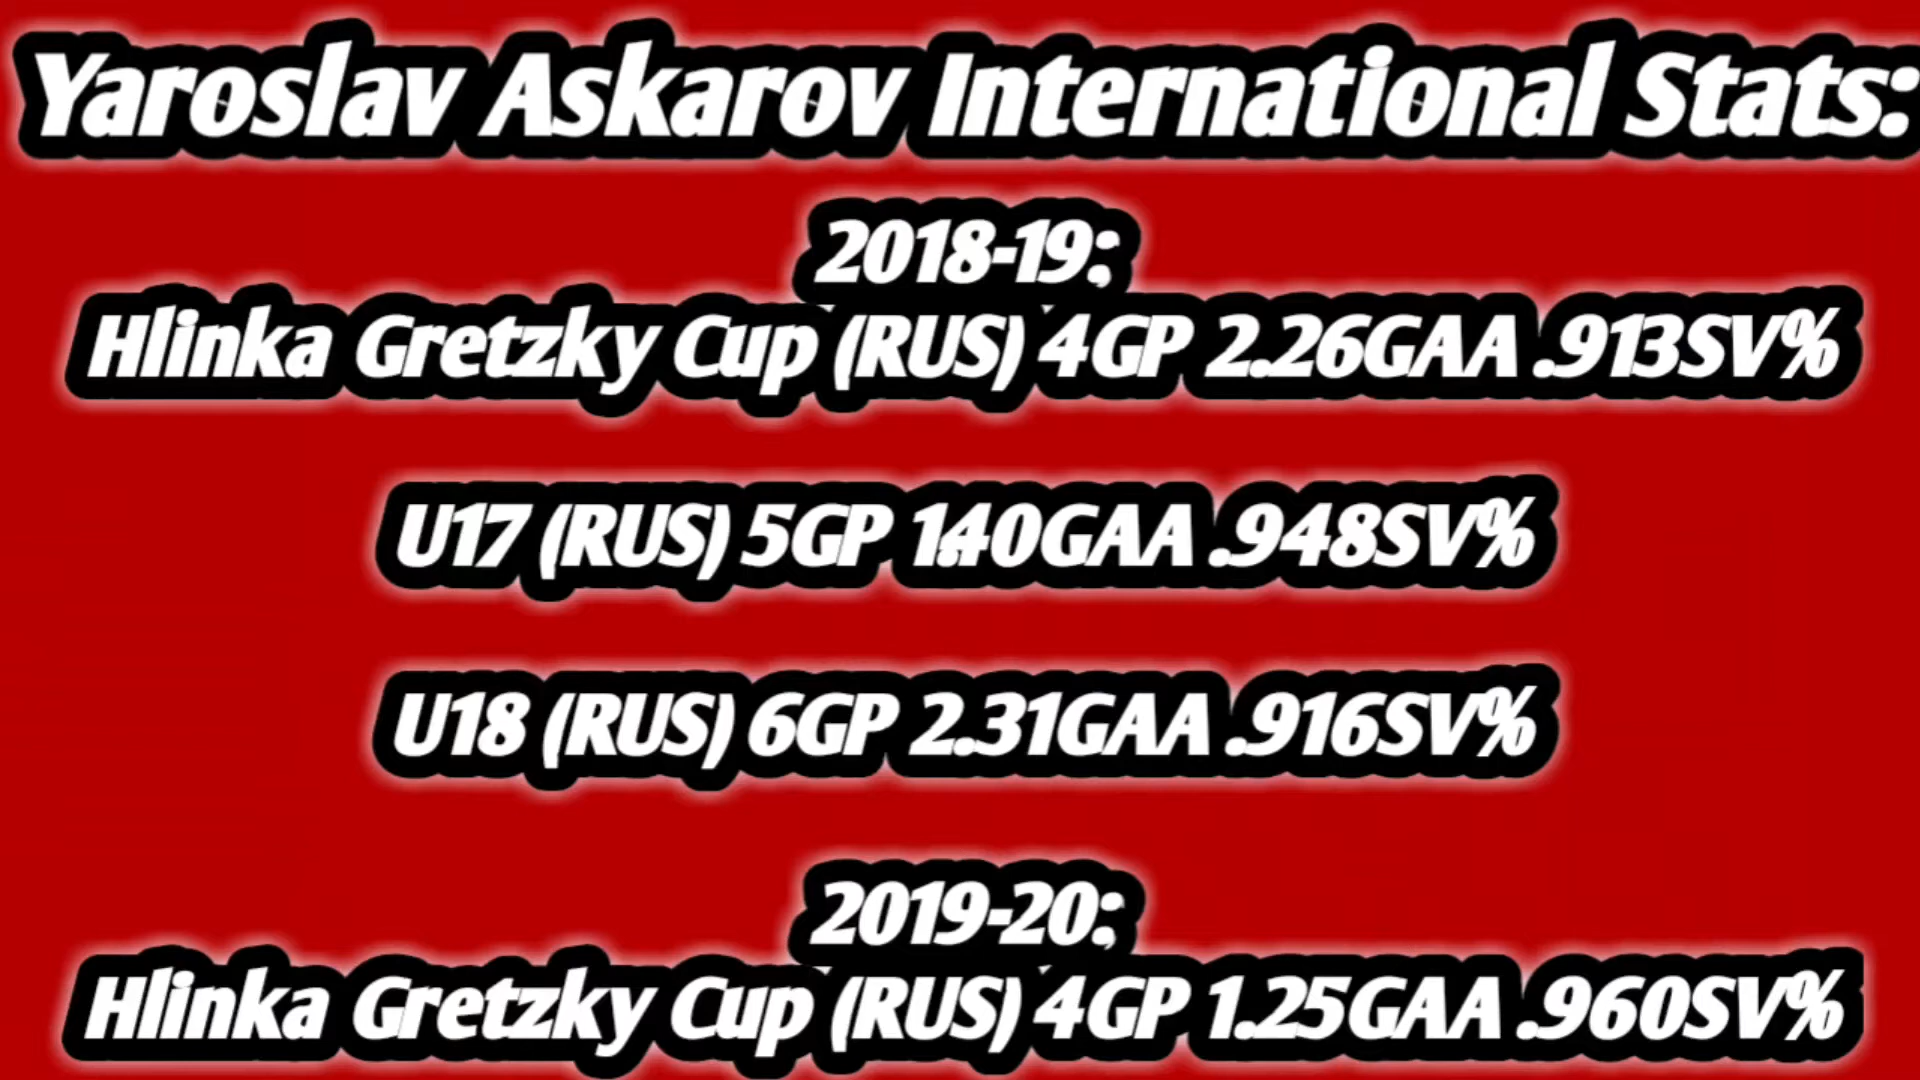 Yaroslav Askarov International Stats:
2018-19:
Hlinka Gretzky Cup (RUS) 4GP 2.26GAA .913SV%
U17 (RUS) 5GP 1.40GAA .948SV%
U18 (RUS) 6GP 2.31GAA .916SV%
2019-20:
Hlinka Gretzky Cup (RUS) 4GP 1.25GAA .960SV%